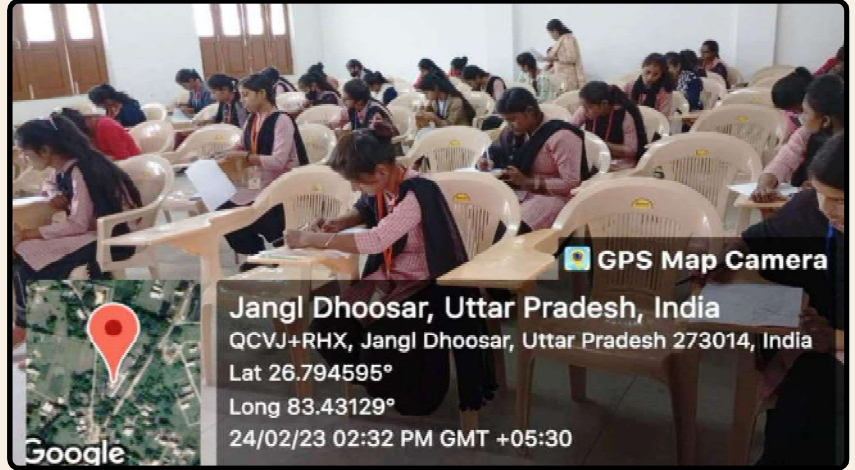 GPS Map Camera
Jangl Dhoosar, Uttar Pradesh, India
QCVJ+RHX, Jangl Dhoosar, Uttar Pradesh 273014, India
Lat 26.794595°
Long 83.43129°
24/02/23 02:32 PM GMT +05:30
Google